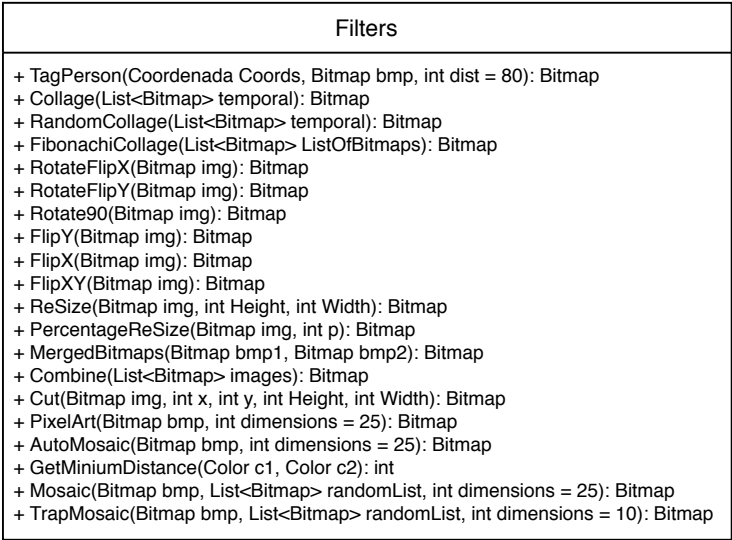 Filters
+ TagPerson(Coordenada Coords, Bitmap bmp, int dist = 80): Bitmap
+ Collage(List<Bitmap> temporal): Bitmap
+ RandomCollage(List<Bitmap> temporal): Bitmap
+ FibonachiCollage(List<Bitmap> ListOfBitmaps): Bitmap
+ RotateFlipX(Bitmap img): Bitmap
+ RotateFlipY(Bitmap img): Bitmap
+ Rotate90(Bitmap img): Bitmap
+ FlipY(Bitmap img): Bitmap
+ FlipX(Bitmap img): Bitmap
+ FlipXY(Bitmap img): Bitmap
+ ReSize(Bitmap img, int Height, int Width): Bitmap
+ PercentageReSize(Bitmap img, int p): Bitmap
+ MergedBitmaps(Bitmap bmp1, Bitmap bmp2): Bitmap
+ Combine(List<Bitmap> images): Bitmap
+ Cut(Bitmap img, int x, int y, int Height, int Width): Bitmap
+ PixelArt(Bitmap bmp, int dimensions = 25): Bitmap
+ AutoMosaic(Bitmap bmp, int dimensions = 25): Bitmap
+ GetMiniumDistance(Color c1, Color c2): int
+ Mosaic(Bitmap bmp, List<Bitmap> randomList, int dimensions = 25): Bitmap
+ TrapMosaic(Bitmap bmp, List<Bitmap> randomList, int dimensions = 10): Bitmap